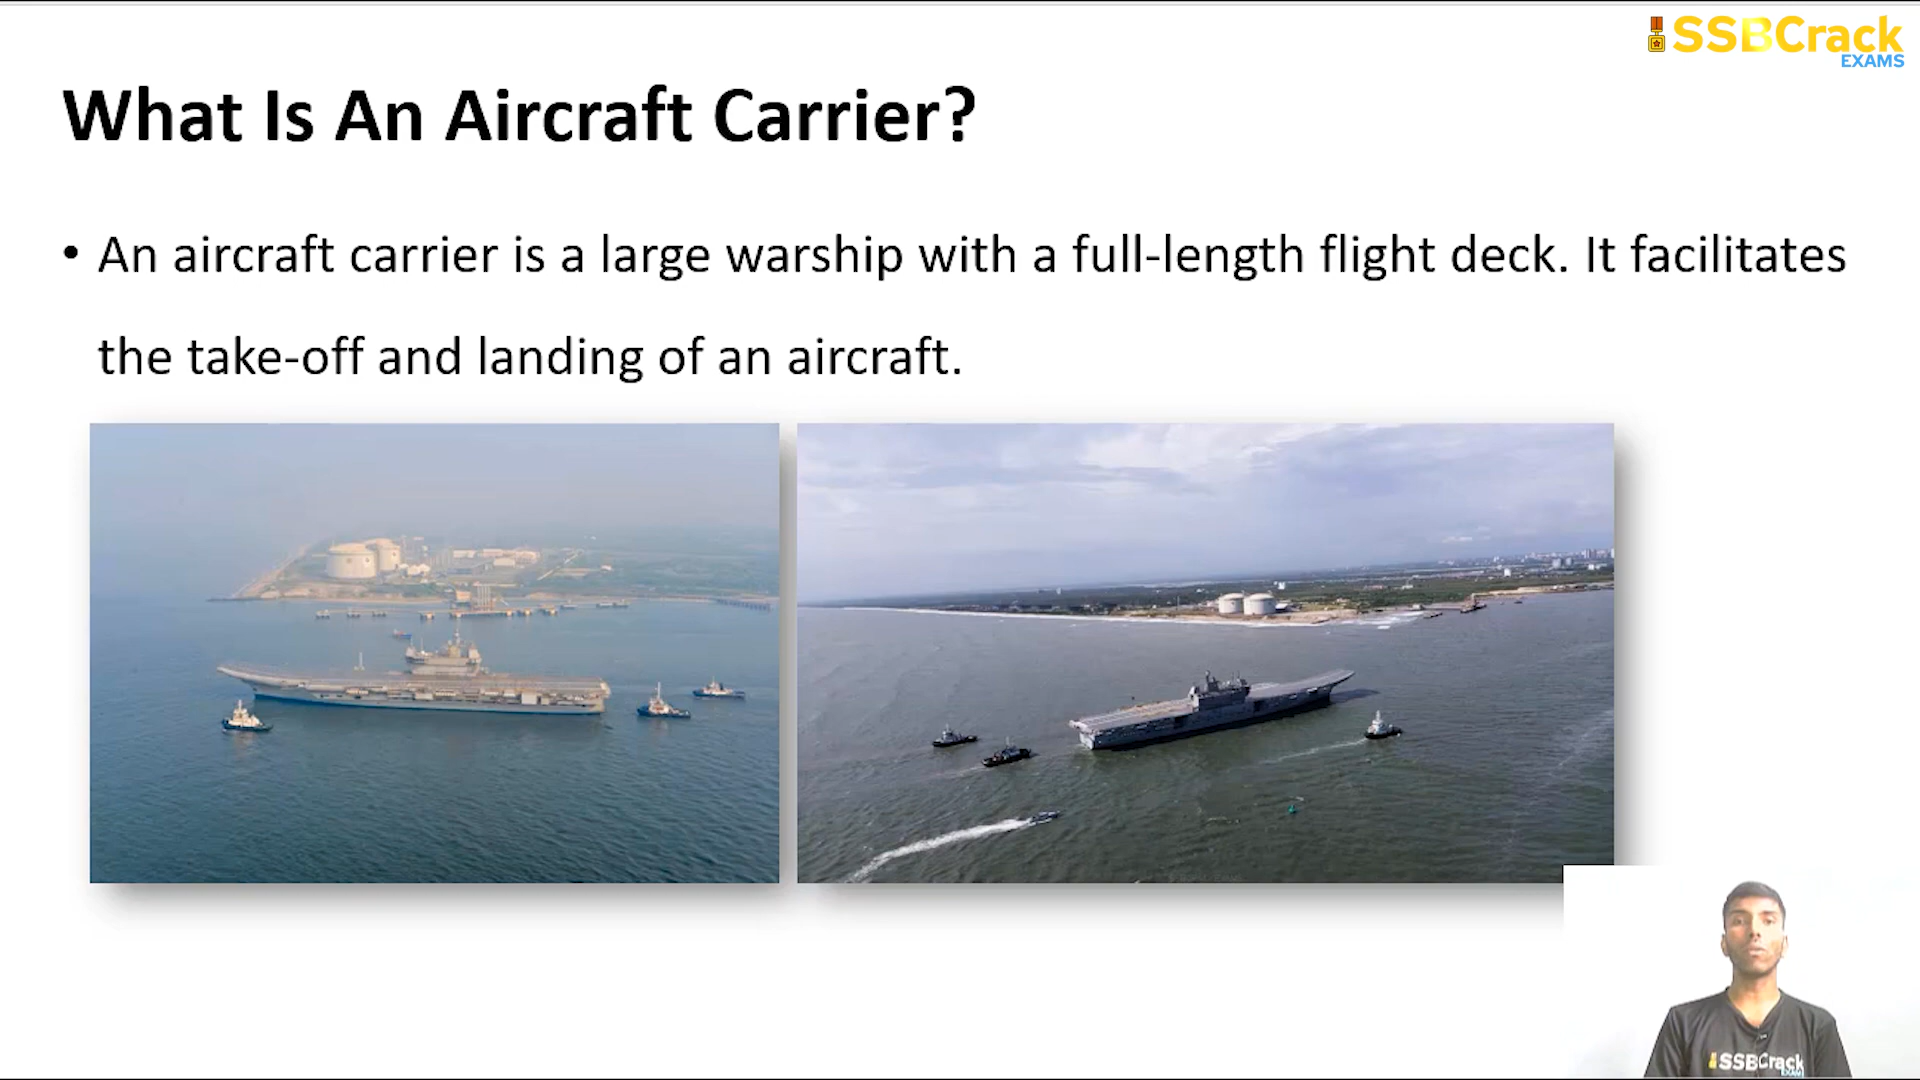 SSBCrack
EXAMS
What Is An Aircraft Carrier?
• An aircraft carrier is a large warship with a full-length flight deck. It facilitates
the take-off and landing of an aircraft.
SSBCrack
EXAMS